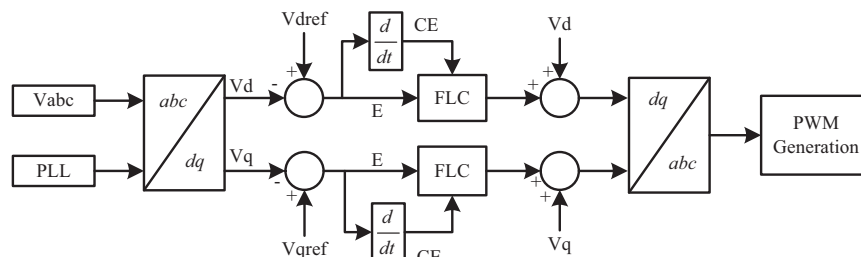 Vdref
d
dt
CE
Vd
Vabc
abc
dq
Vd
-
+
E
FLC
+
+
dq
abc
PWM
Generation
PLL
Vq
-
+
E
FLC
+
+
Vqref
d
dt
CE
Vq